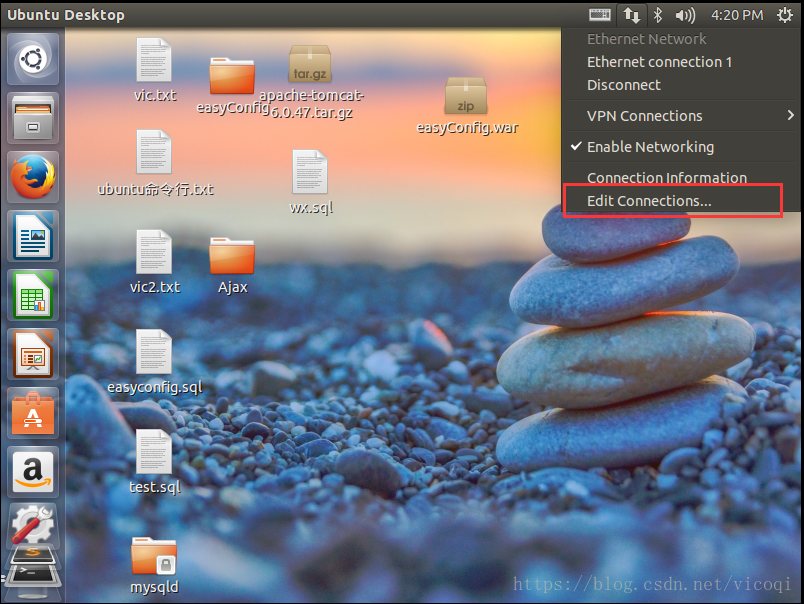 Ubuntu Desktop
4:20 PM
Ethernet Network
Ethernet connection 1
Disconnect
VPN Connections
Enable Networking
Connection Information
Edit Connections...
vic.txt
easyConfig
tar.gz
apache-tomcat-
6.0.47.tar.gz
zip
easyConfig.war
ubuntu命令行.txt
wx.sql
vic2.txt
Ajax
easyconfig.sql
test.sql
mysqld
https://blog.csdn.net/vicoqi